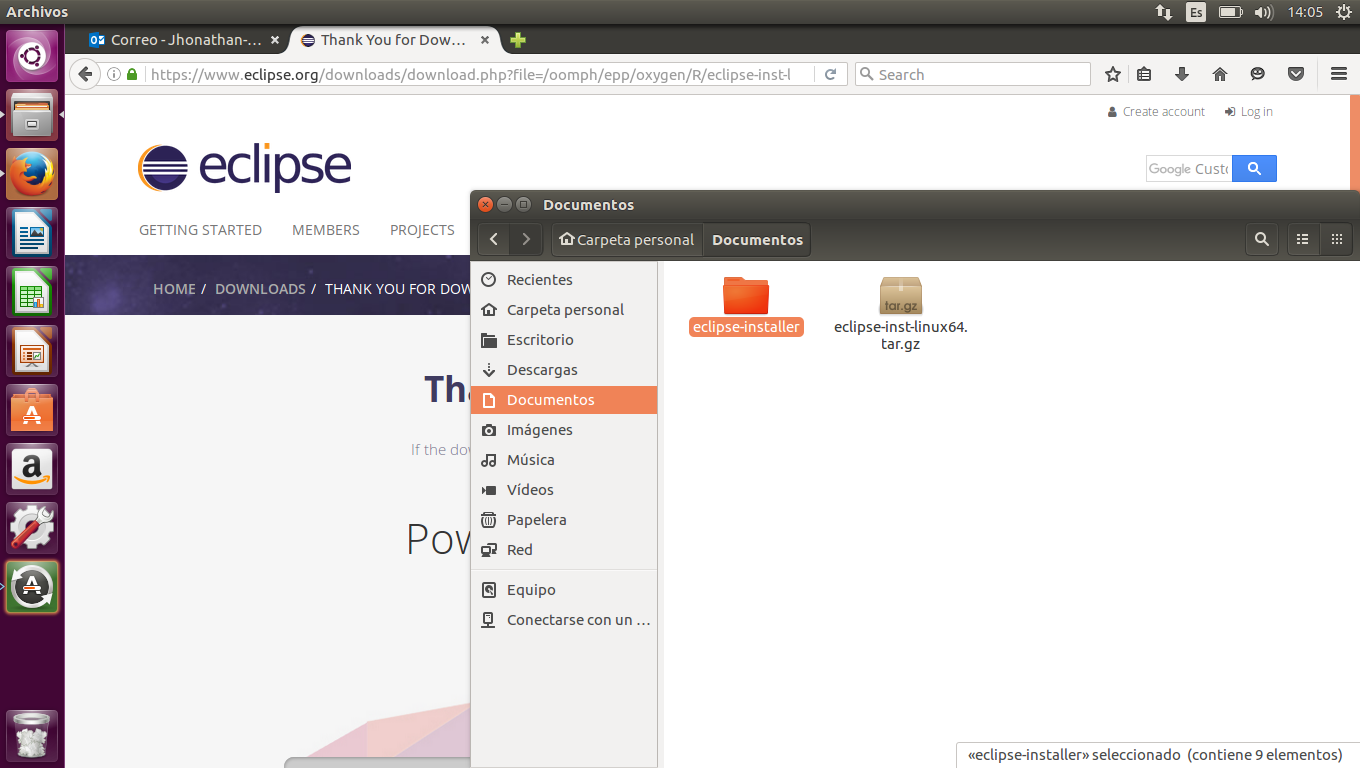 Archivos
Es
14:05
Correo - Jhonathan-...
Thank You for Dow...
https://www.eclipse.org/downloads/download.php?file=/oomph/epp/oxygen/R/eclipse-inst-l
Search
Create account
Log in
eclipse
Google Custo
GETTING STARTED
MEMBERS
PROJECTS
HOME / DOWNLOADS / THANK YOU FOR DOW
Tha
If the dow
Pow
Documentos
Carpeta personal
Documentos
Recientes
Carpeta personal
Escritorio
Descargas
Documentos
Imágenes
Música
Vídeos
Papelera
Red
Equipo
Conectarse con un ...
eclipse-installer
tar.gz
eclipse-inst-linux64.
tar.gz
«eclipse-installer» seleccionado (contiene 9 elementos)